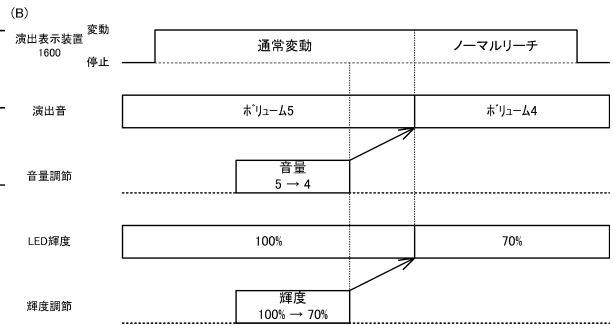 (B)
演出表示装置
1600
変動
停止
通常変動
ノーマルリーチ
演出音
ﾎﾞﾘｭｰﾑ5
ﾎﾞﾘｭｰﾑ4
音量調節
音量
5 → 4
LED輝度
100%
70%
輝度調節
輝度
100% → 70%